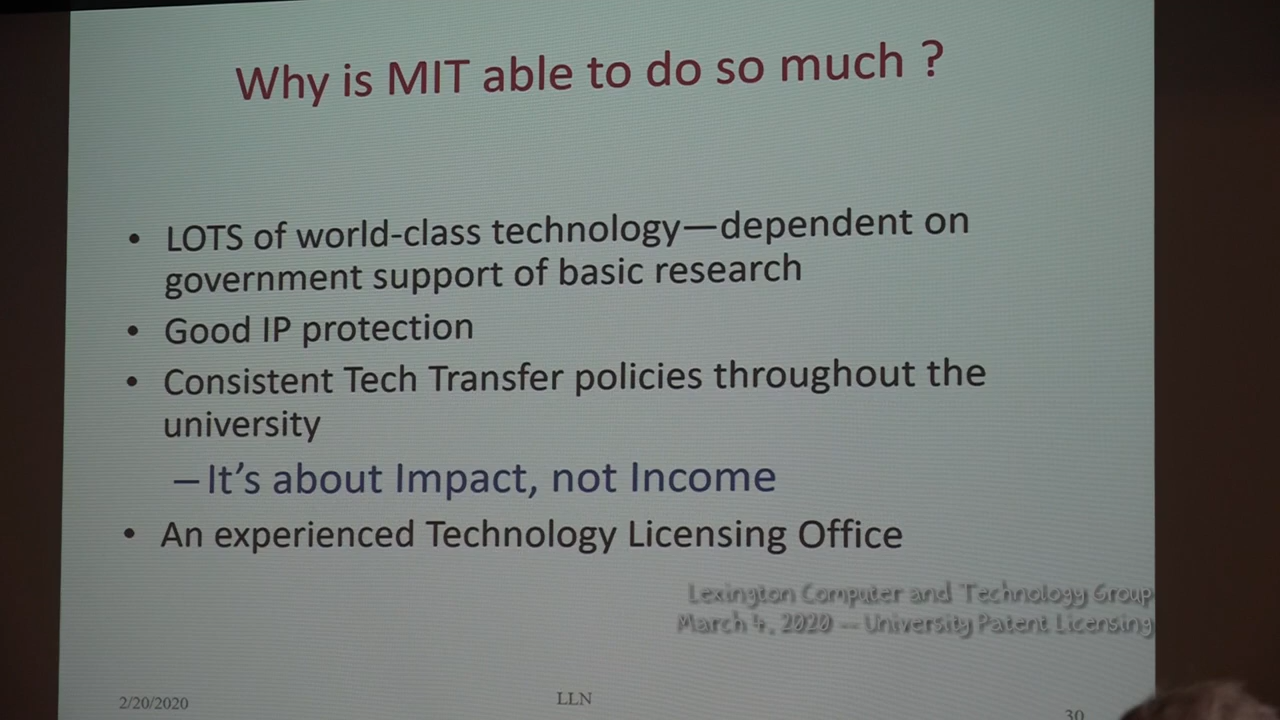 Why is MIT able to do so much ?
• LOTS of world-class technology—dependent on
government support of basic research
• Good IP protection
• Consistent Tech Transfer policies throughout the
university
– It's about Impact, not Income
• An experienced Technology Licensing Office
Lexington Computer and Technology Group
March 4, 2020 -- University Patent Licensing
2/20/2020
LLN
30